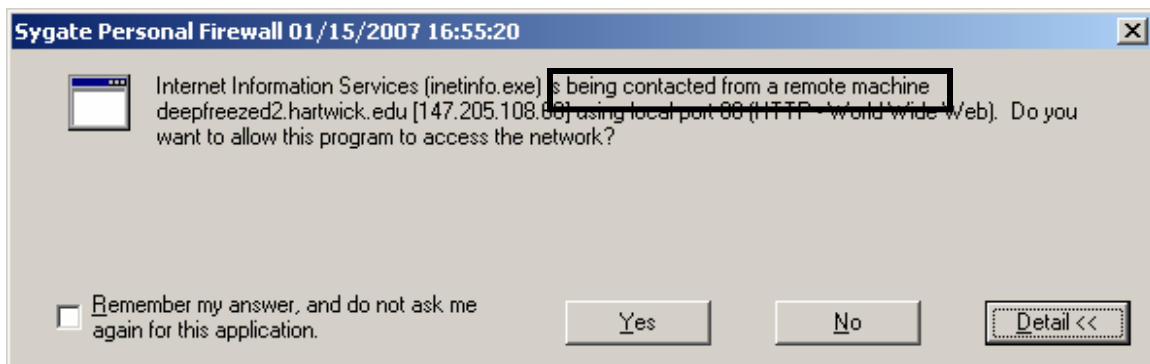 Sygate Personal Firewall 01/15/2007 16:55:20
Internet Information Services (inetinfo.exe) is being contacted from a remote machine
deepfreezed2.hartwick.edu [147.205.108. using local port (HTTP - World Wide Web). Do you
want to allow this program to access the network?
Remember my answer, and do not ask me
again for this application.
Yes
No
Detail <<